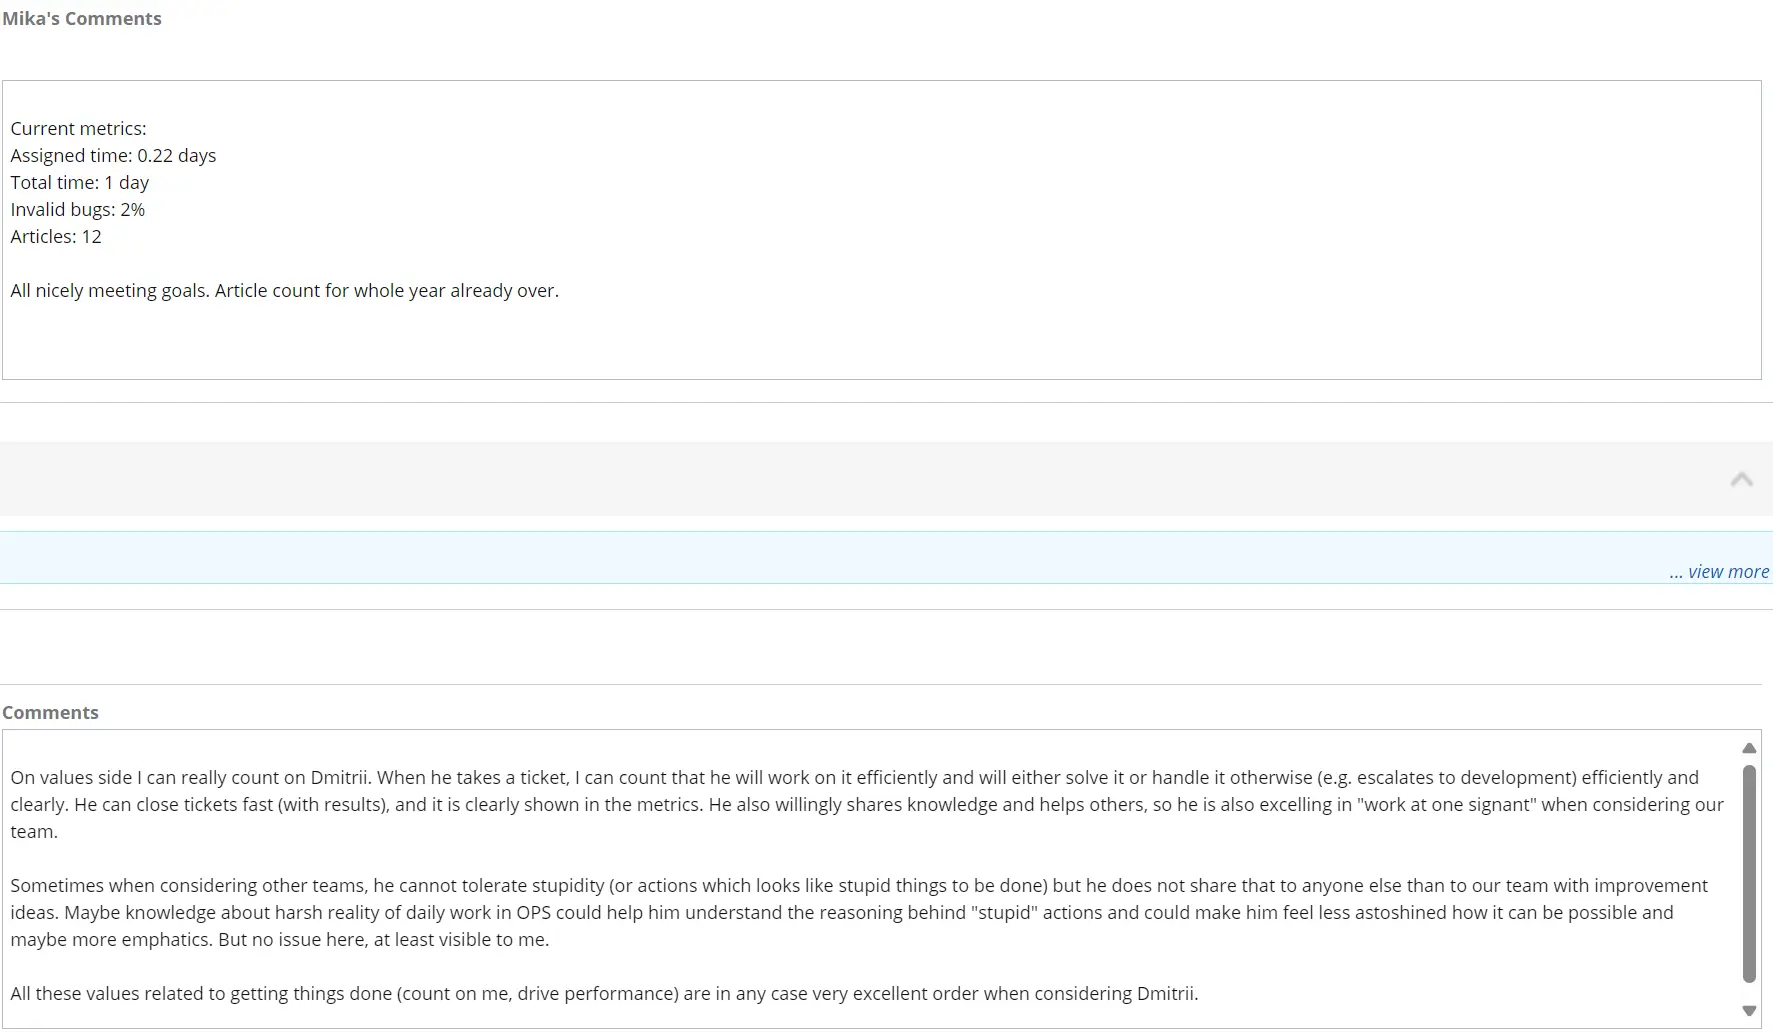 Mika's Comments
Current metrics:
Assigned time: 0.22 days
Total time: 1 day
Invalid bugs: 2%
Articles: 12
All nicely meeting goals. Article count for whole year already over.
... view more
Comments
On values side I can really count on Dmitrii. When he takes a ticket, I can count that he will work on it efficiently and will either solve it or handle it otherwise (e.g. escalates to development) efficiently and
clearly. He can close tickets fast (with results), and it is clearly shown in the metrics. He also willingly shares knowledge and helps others, so he is also excelling in "work at one signant" when considering our
team.
Sometimes when considering other teams, he cannot tolerate stupidity (or actions which looks like stupid things to be done) but he does not share that to anyone else than to our team with improvement
ideas. Maybe knowledge about harsh reality of daily work in OPS could help him understand the reasoning behind "stupid" actions and could make him feel less astoshined how it can be possible and
maybe more emphatics. But no issue here, at least visible to me.
All these values related to getting things done (count on me, drive performance) are in any case very excellent order when considering Dmitrii.